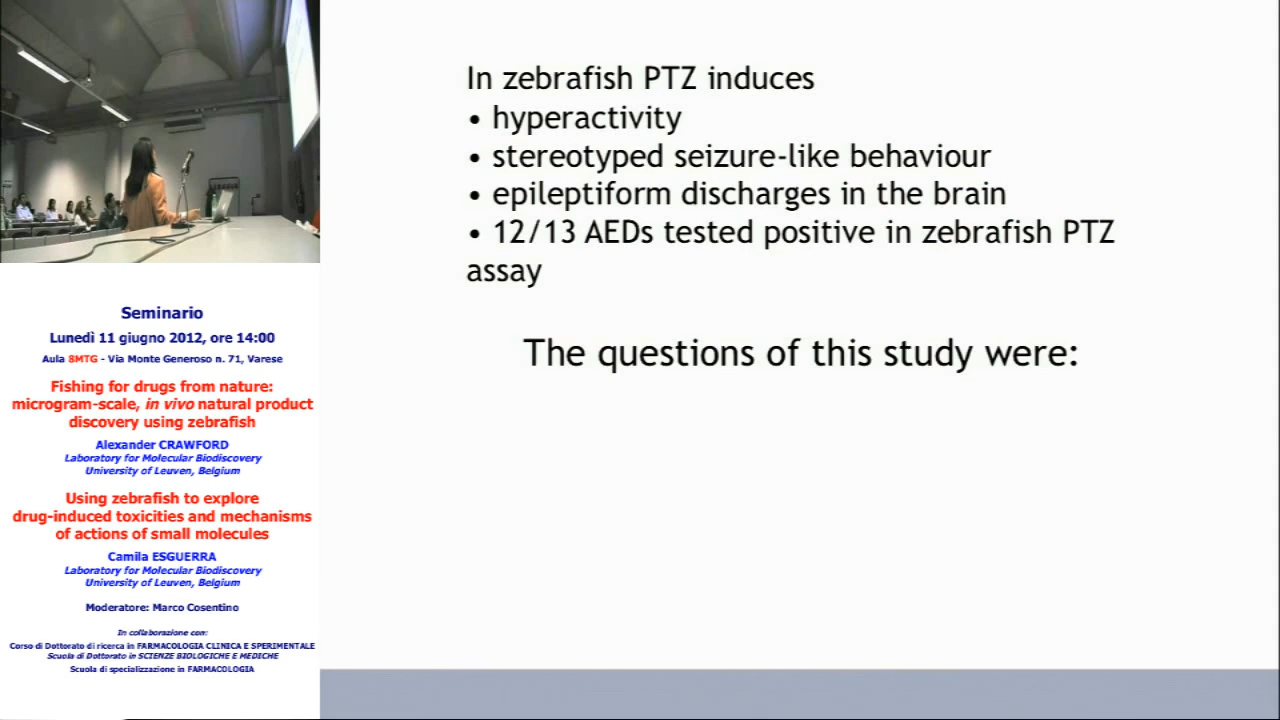 In zebrafish PTZ induces
• hyperactivity
• stereotyped seizure-like behaviour
• epileptiform discharges in the brain
• 12/13 AEDs tested positive in zebrafish PTZ
assay
The questions of this study were:
Seminario
Lunedì 11 giugno 2012, ore 14:00
Aula 8MTG - Via Monte Generoso n. 71, Varese
Fishing for drugs from nature:
microgram-scale, in vivo natural product
discovery using zebrafish
Alexander CRAWFORD
Laboratory for Molecular Biodiscovery
University of Leuven, Belgium
Using zebrafish to explore
drug-induced toxicities and mechanisms
of actions of small molecules
Camila ESGUERRA
Laboratory for Molecular Biodiscovery
University of Leuven, Belgium
Moderatore: Marco Cosentino
In collaborazione con:
Corso di Dottorato di ricerca in FARMACOLOGIA CLINICA E SPERIMENTALE
Scuola di Dottorato in SCIENZE BIOLOGICHE E MEDICHE
Scuola di specializzazione in FARMACOLOGIA